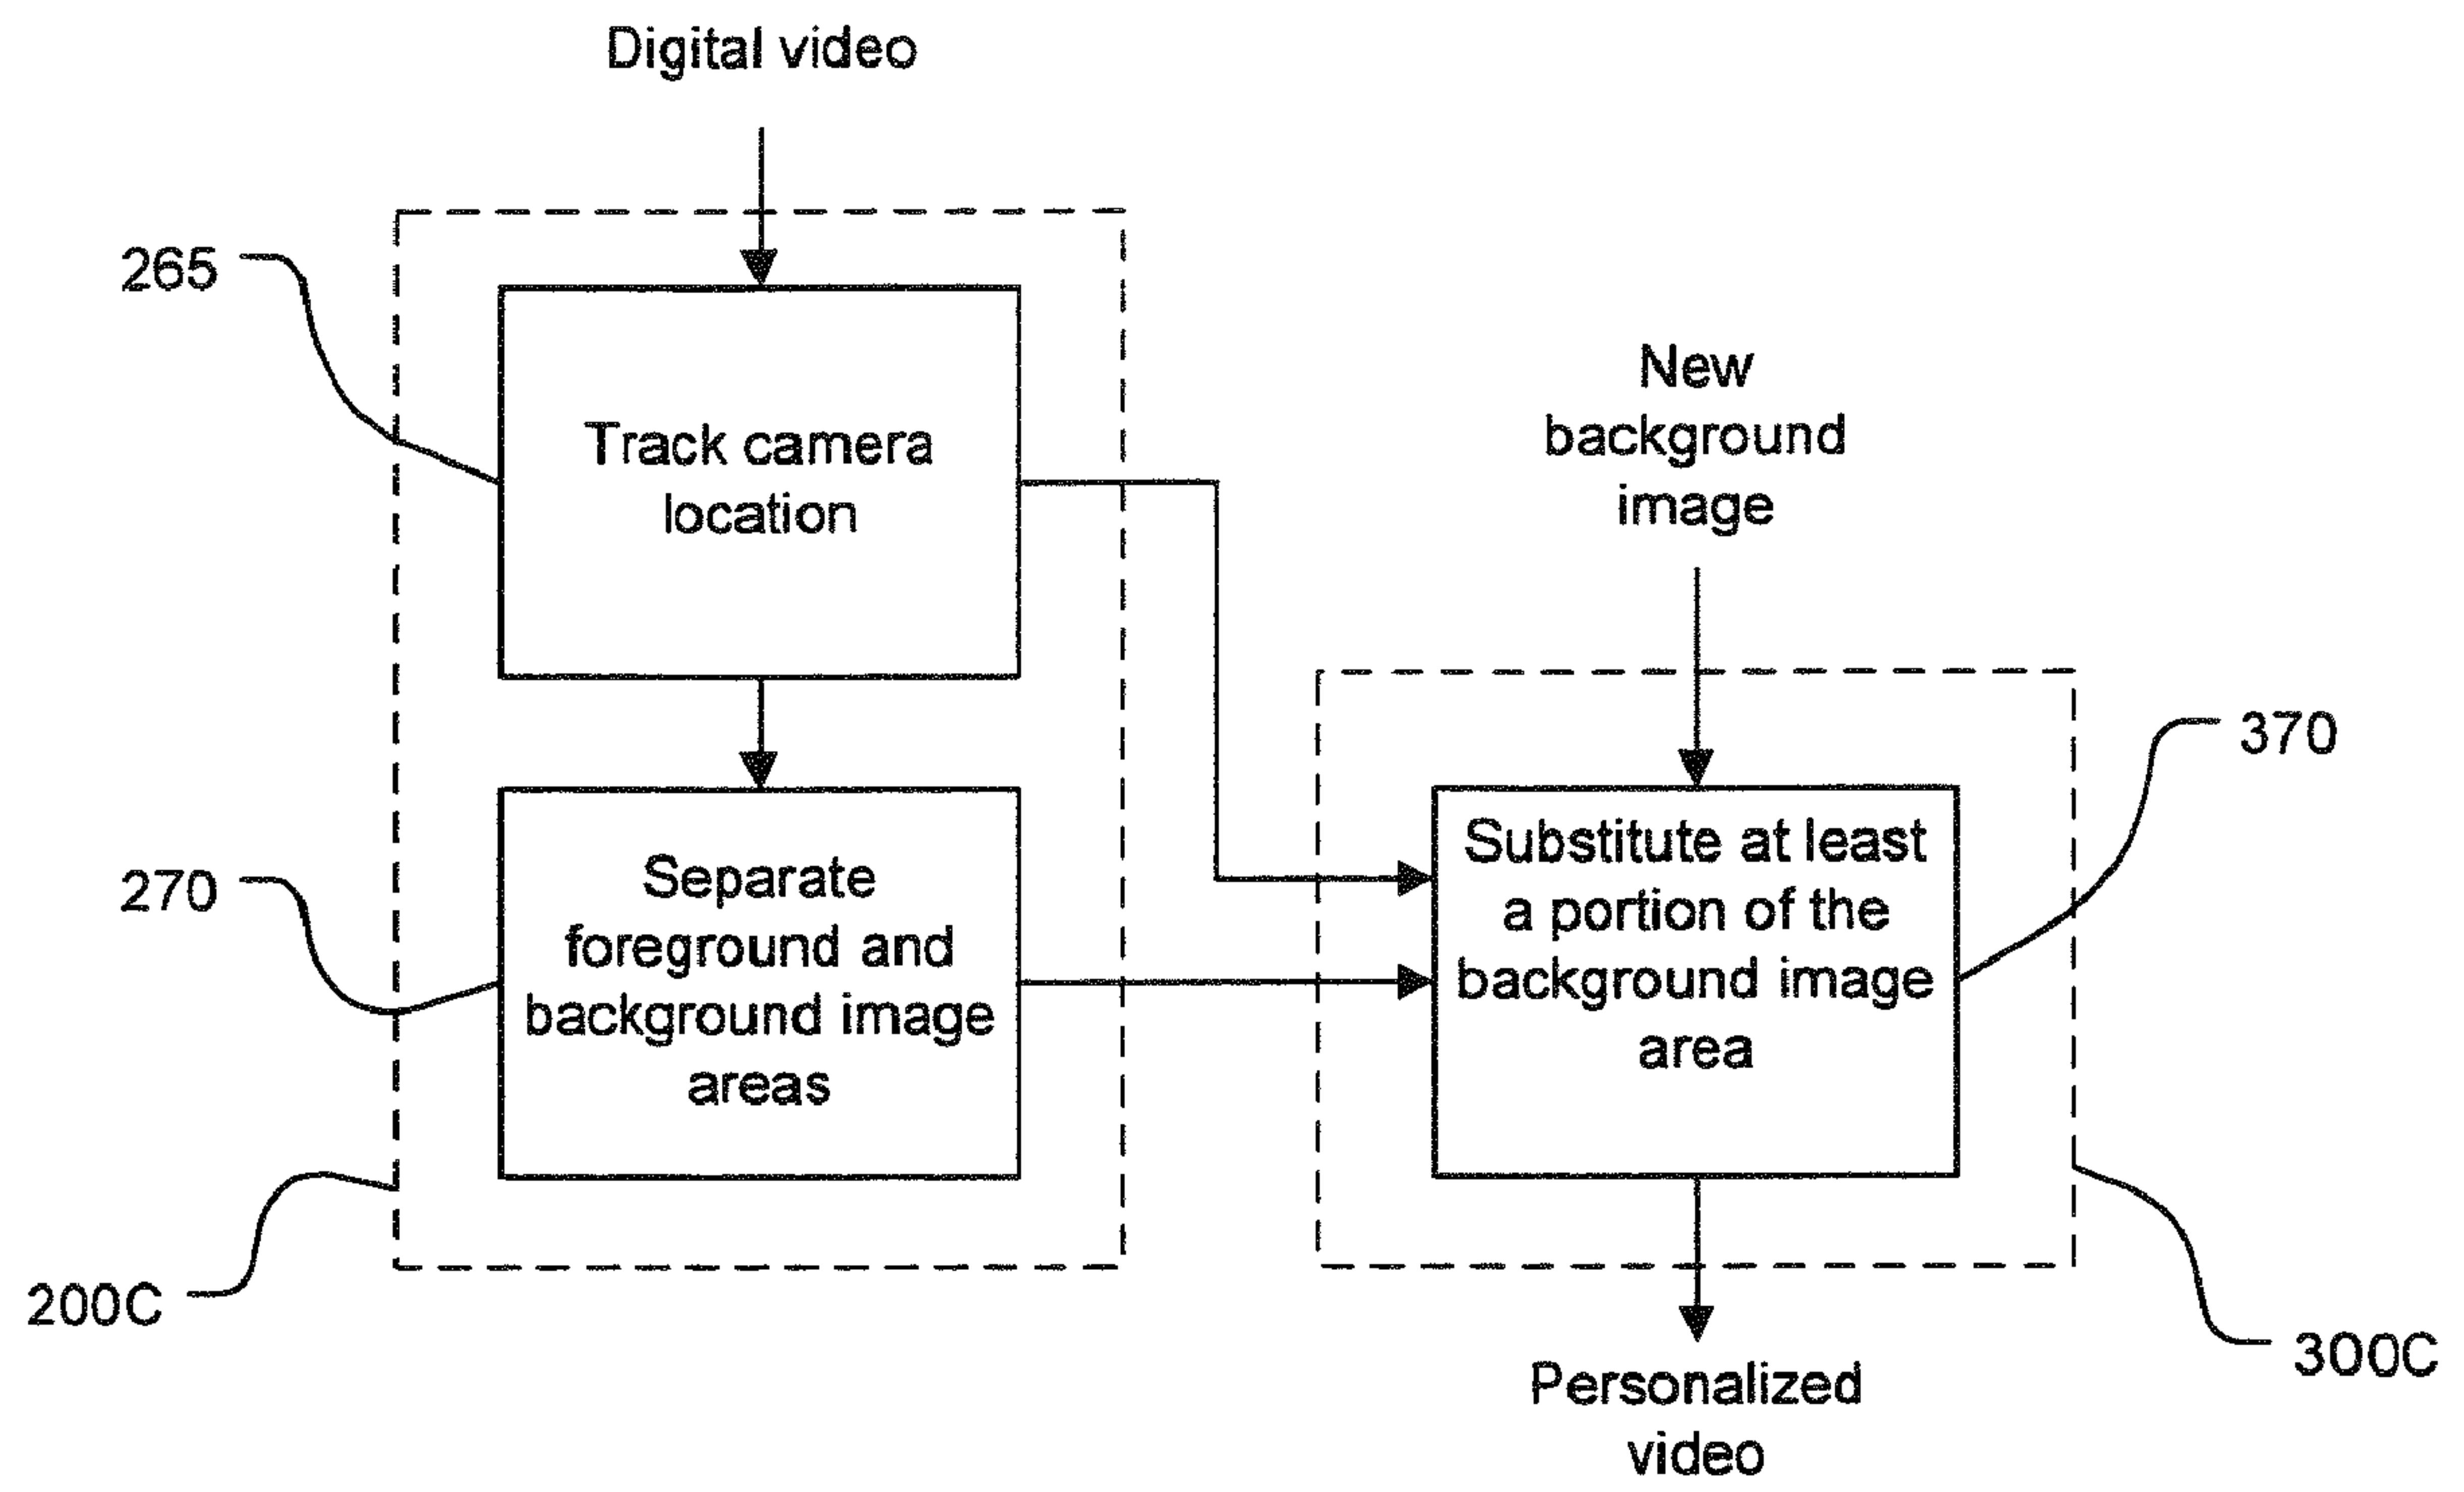 Digital video
265
Track camera
location
New
background
image
370
270
Separate
foreground and
background image
areas
Substitute at least
a portion of the
background image
area
200C
300C
Personalized
video